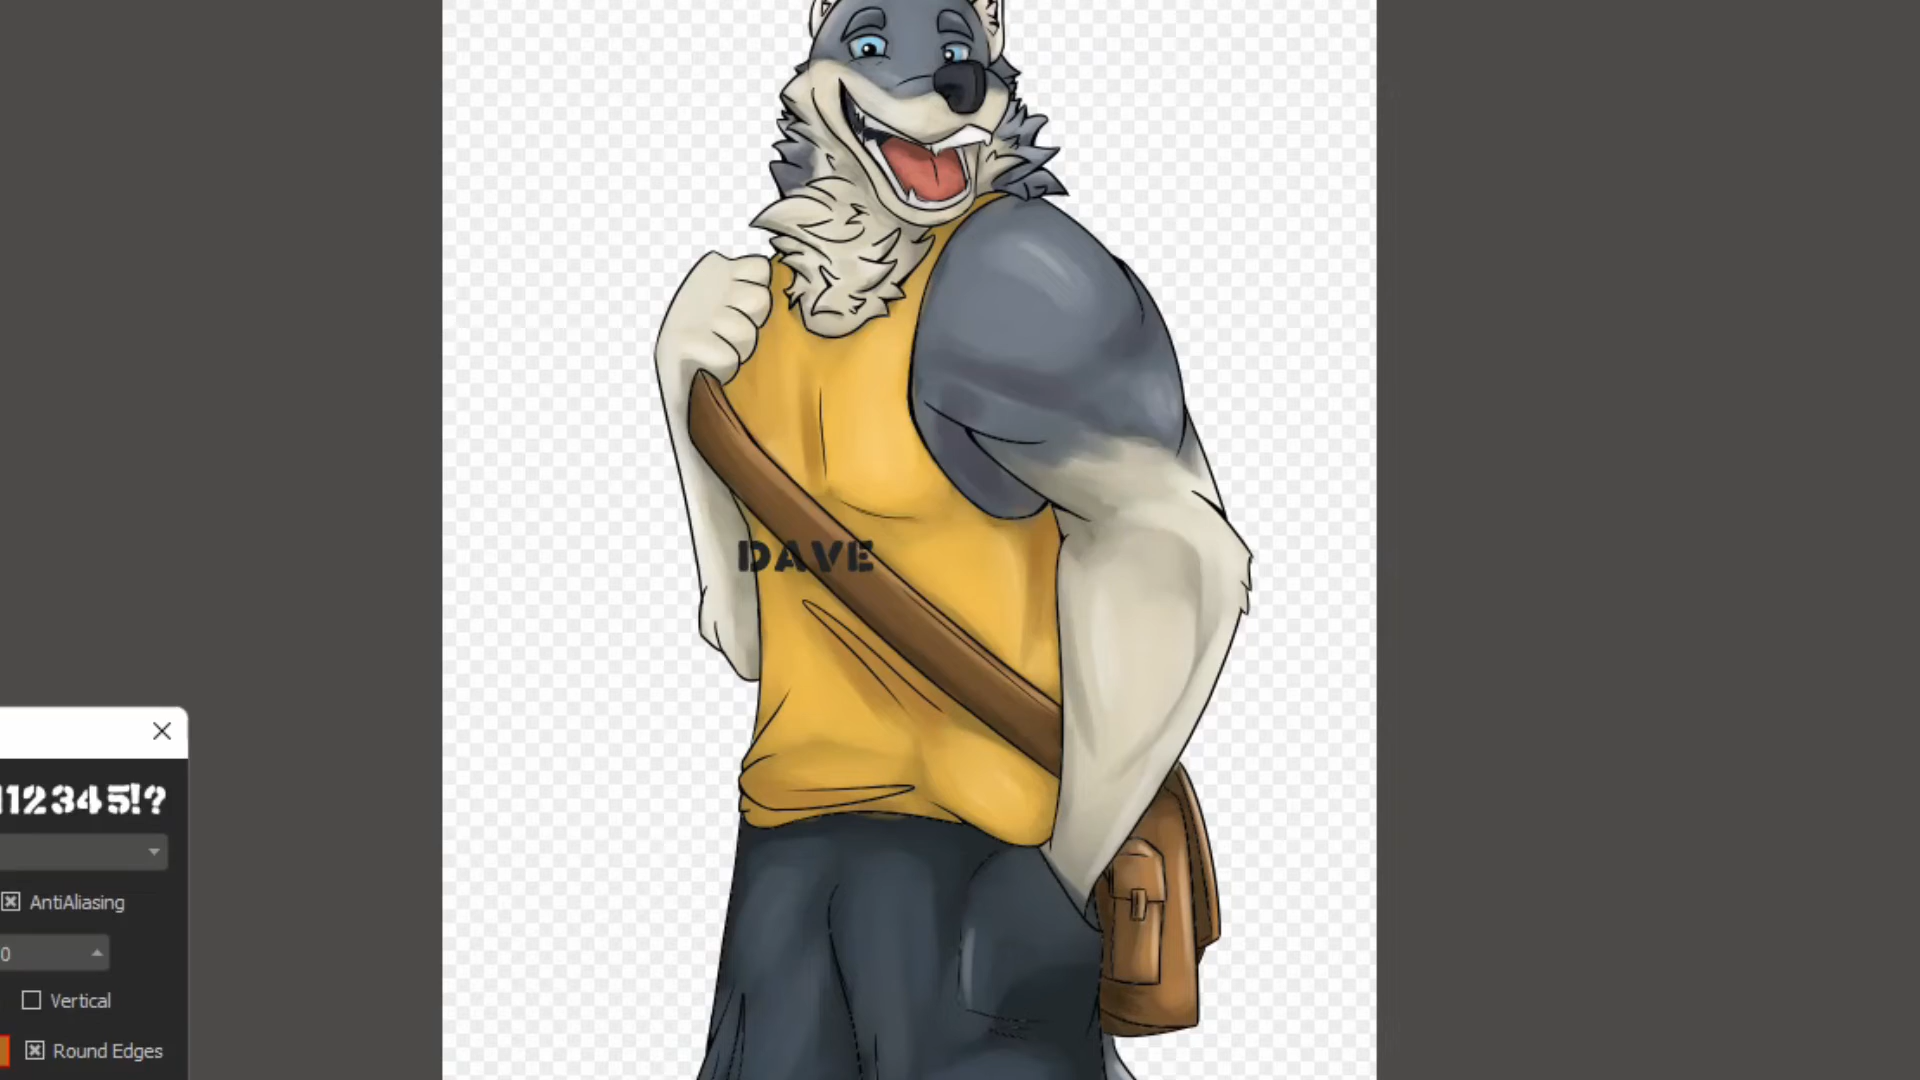 DAVE
12345!?
AntiAliasing
0
Vertical
Round Edges